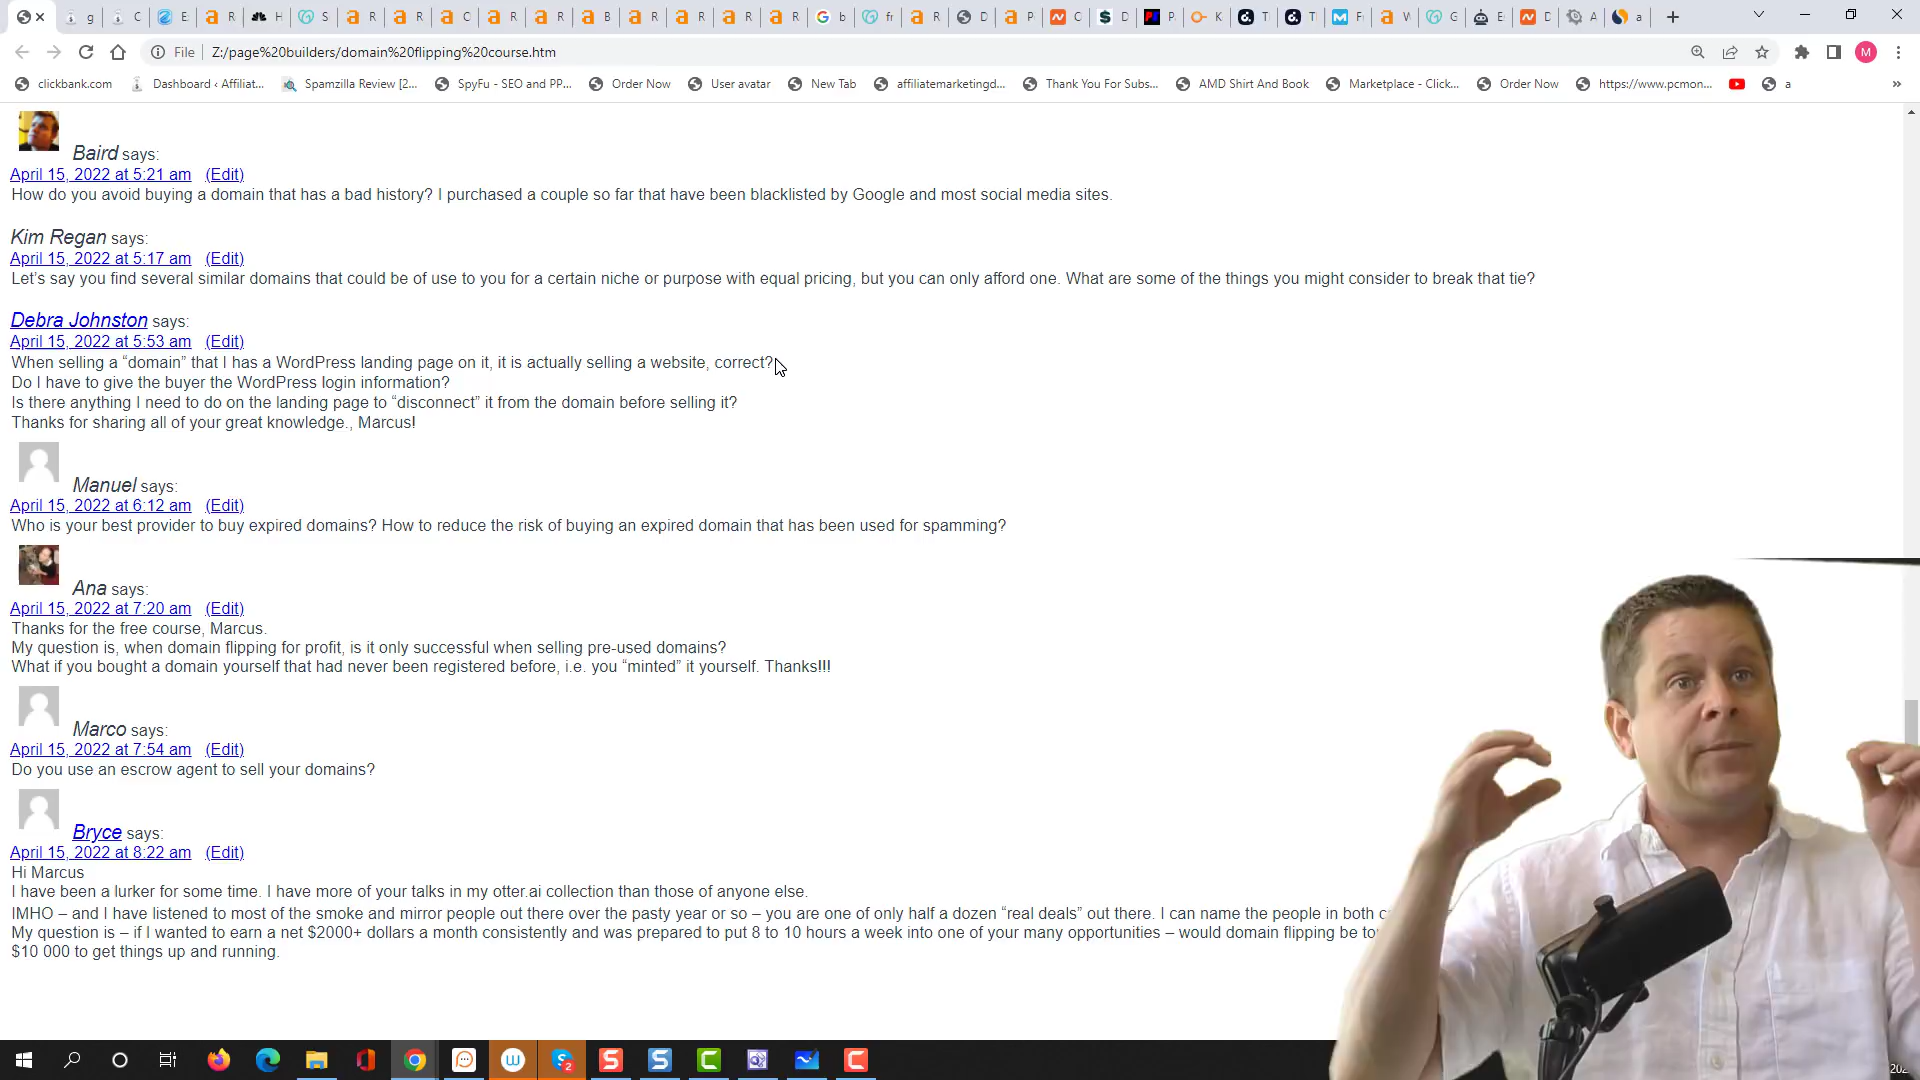 File
Z:/page%20builders/domain%20flipping%20course.htm
clickbank.com
Dashboard ‹ Affiliat...
Spamzilla Review [2...
SpyFu - SEO and PP...
Order Now
User avatar
New Tab
affiliatemarketingd...
Thank You For Subs...
AMD Shirt And Book
Marketplace - Click...
Order Now
https://www.pcmon...
a
»
Baird says:
April 15, 2022 at 5:21 am (Edit)
How do you avoid buying a domain that has a bad history? I purchased a couple so far that have been blacklisted by Google and most social media sites.
Kim Regan says:
April 15, 2022 at 5:17 am (Edit)
Let's say you find several similar domains that could be of use to you for a certain niche or purpose with equal pricing, but you can only afford one. What are some of the things you might consider to break that tie?
Debra Johnston says:
April 15, 2022 at 5:53 am (Edit)
When selling a “domain” that I has a WordPress landing page on it, it is actually selling a website, correct?
Do I have to give the buyer the WordPress login information?
Is there anything I need to do on the landing page to “disconnect” it from the domain before selling it?
Thanks for sharing all of your great knowledge., Marcus!
Manuel says:
April 15, 2022 at 6:12 am (Edit)
Who is your best provider to buy expired domains? How to reduce the risk of buying an expired domain that has been used for spamming?
Ana says:
April 15, 2022 at 7:20 am (Edit)
Thanks for the free course, Marcus.
My question is, when domain flipping for profit, is it only successful when selling pre-used domains?
What if you bought a domain yourself that had never been registered before, i.e. you “minted” it yourself. Thanks!!!
Marco says:
April 15, 2022 at 7:54 am (Edit)
Do you use an escrow agent to sell your domains?
Bryce says:
April 15, 2022 at 8:22 am (Edit)
Hi Marcus
I have been a lurker for some time. I have more of your talks in my otter.ai collection than those of anyone else.
IMHO – and I have listened to most of the smoke and mirror people out there over the pasty year or so – you are one of only half a dozen “real deals” out there. I can name the people in both
My question is – if I wanted to earn a net $2000+ dollars a month consistently and was prepared to put 8 to 10 hours a week into one of your many opportunities – would domain flipping be
$10 000 to get things up and running.